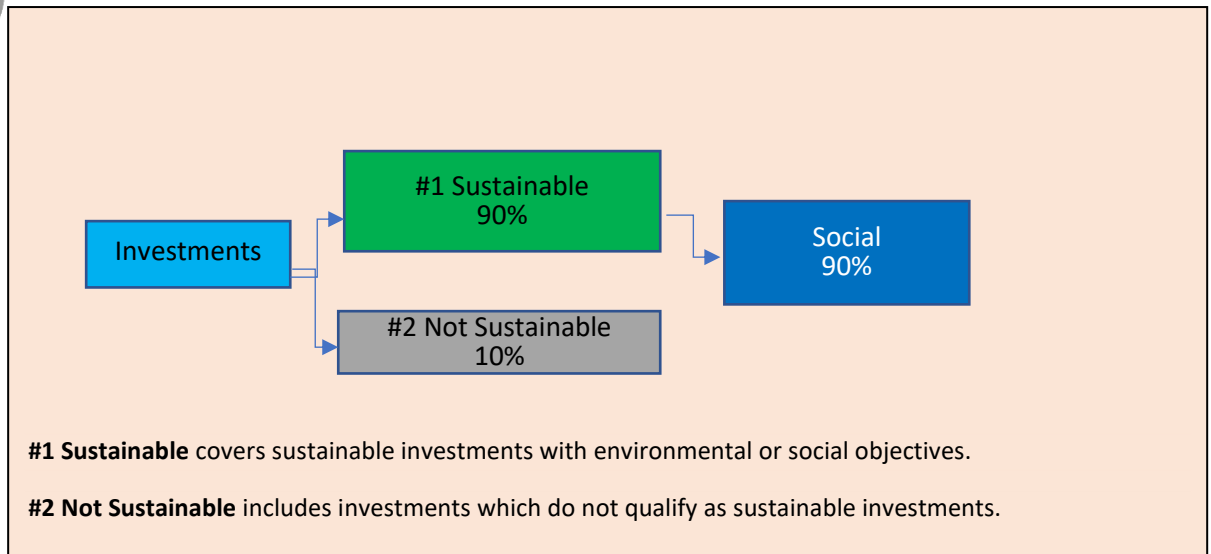 #1 Sustainable
90%
Investments
Social
90%
#2 Not Sustainable
10%
#1 Sustainable covers sustainable investments with environmental or social objectives.
#2 Not Sustainable includes investments which do not qualify as sustainable investments.